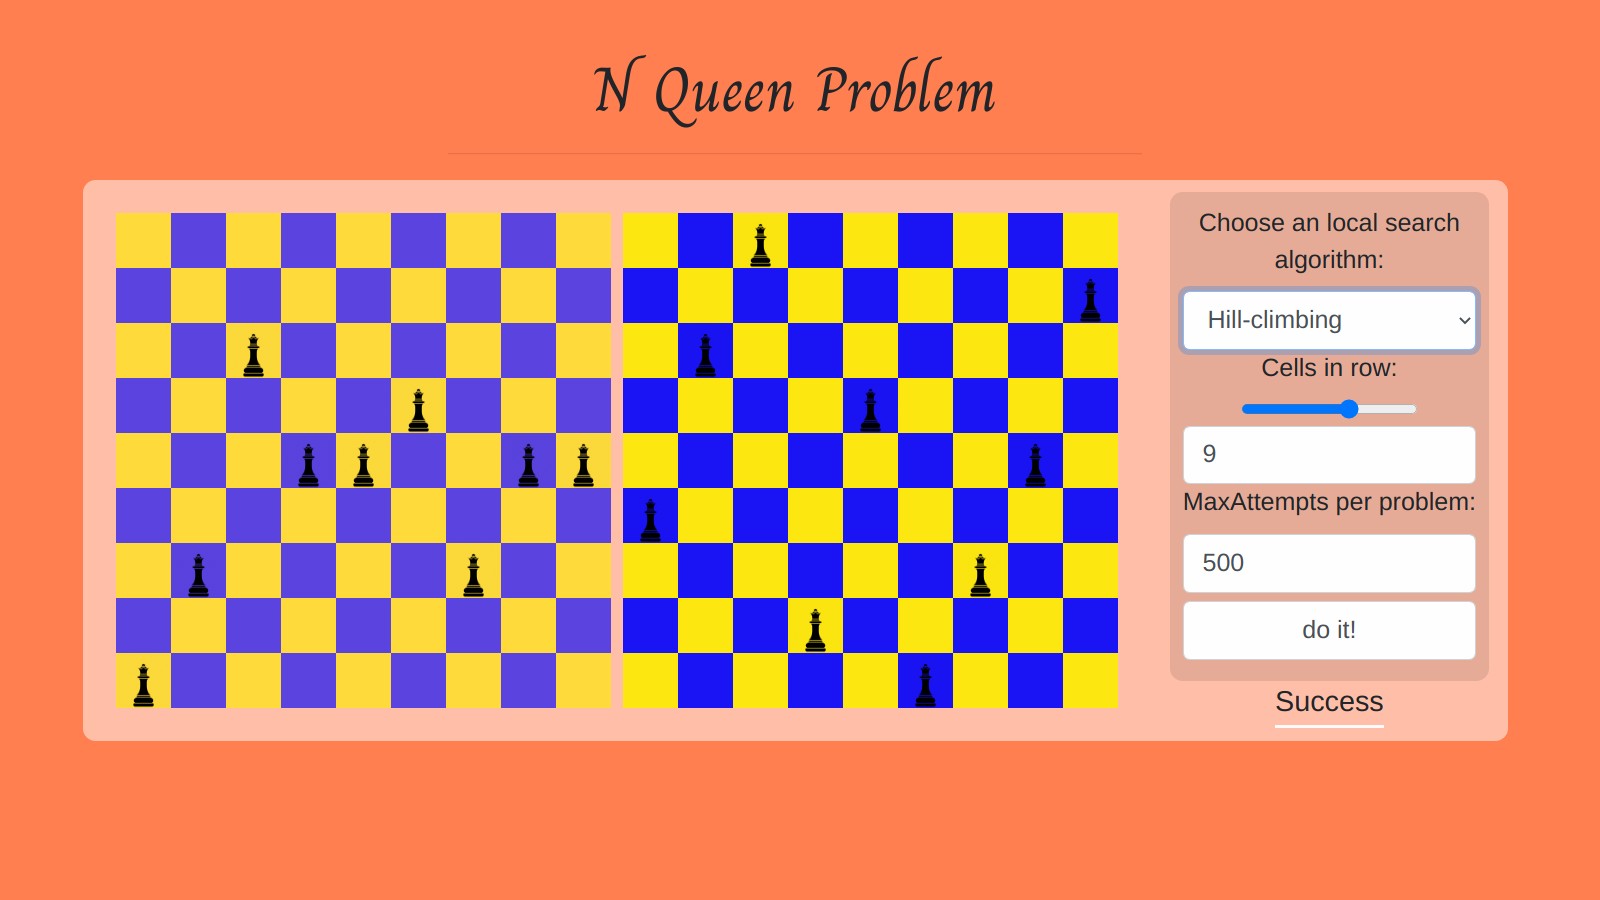 N Queen Problem
Choose an local search
algorithm:
Hill-climbing
Cells in row:
9
MaxAttempts per problem:
500
do it!
Success